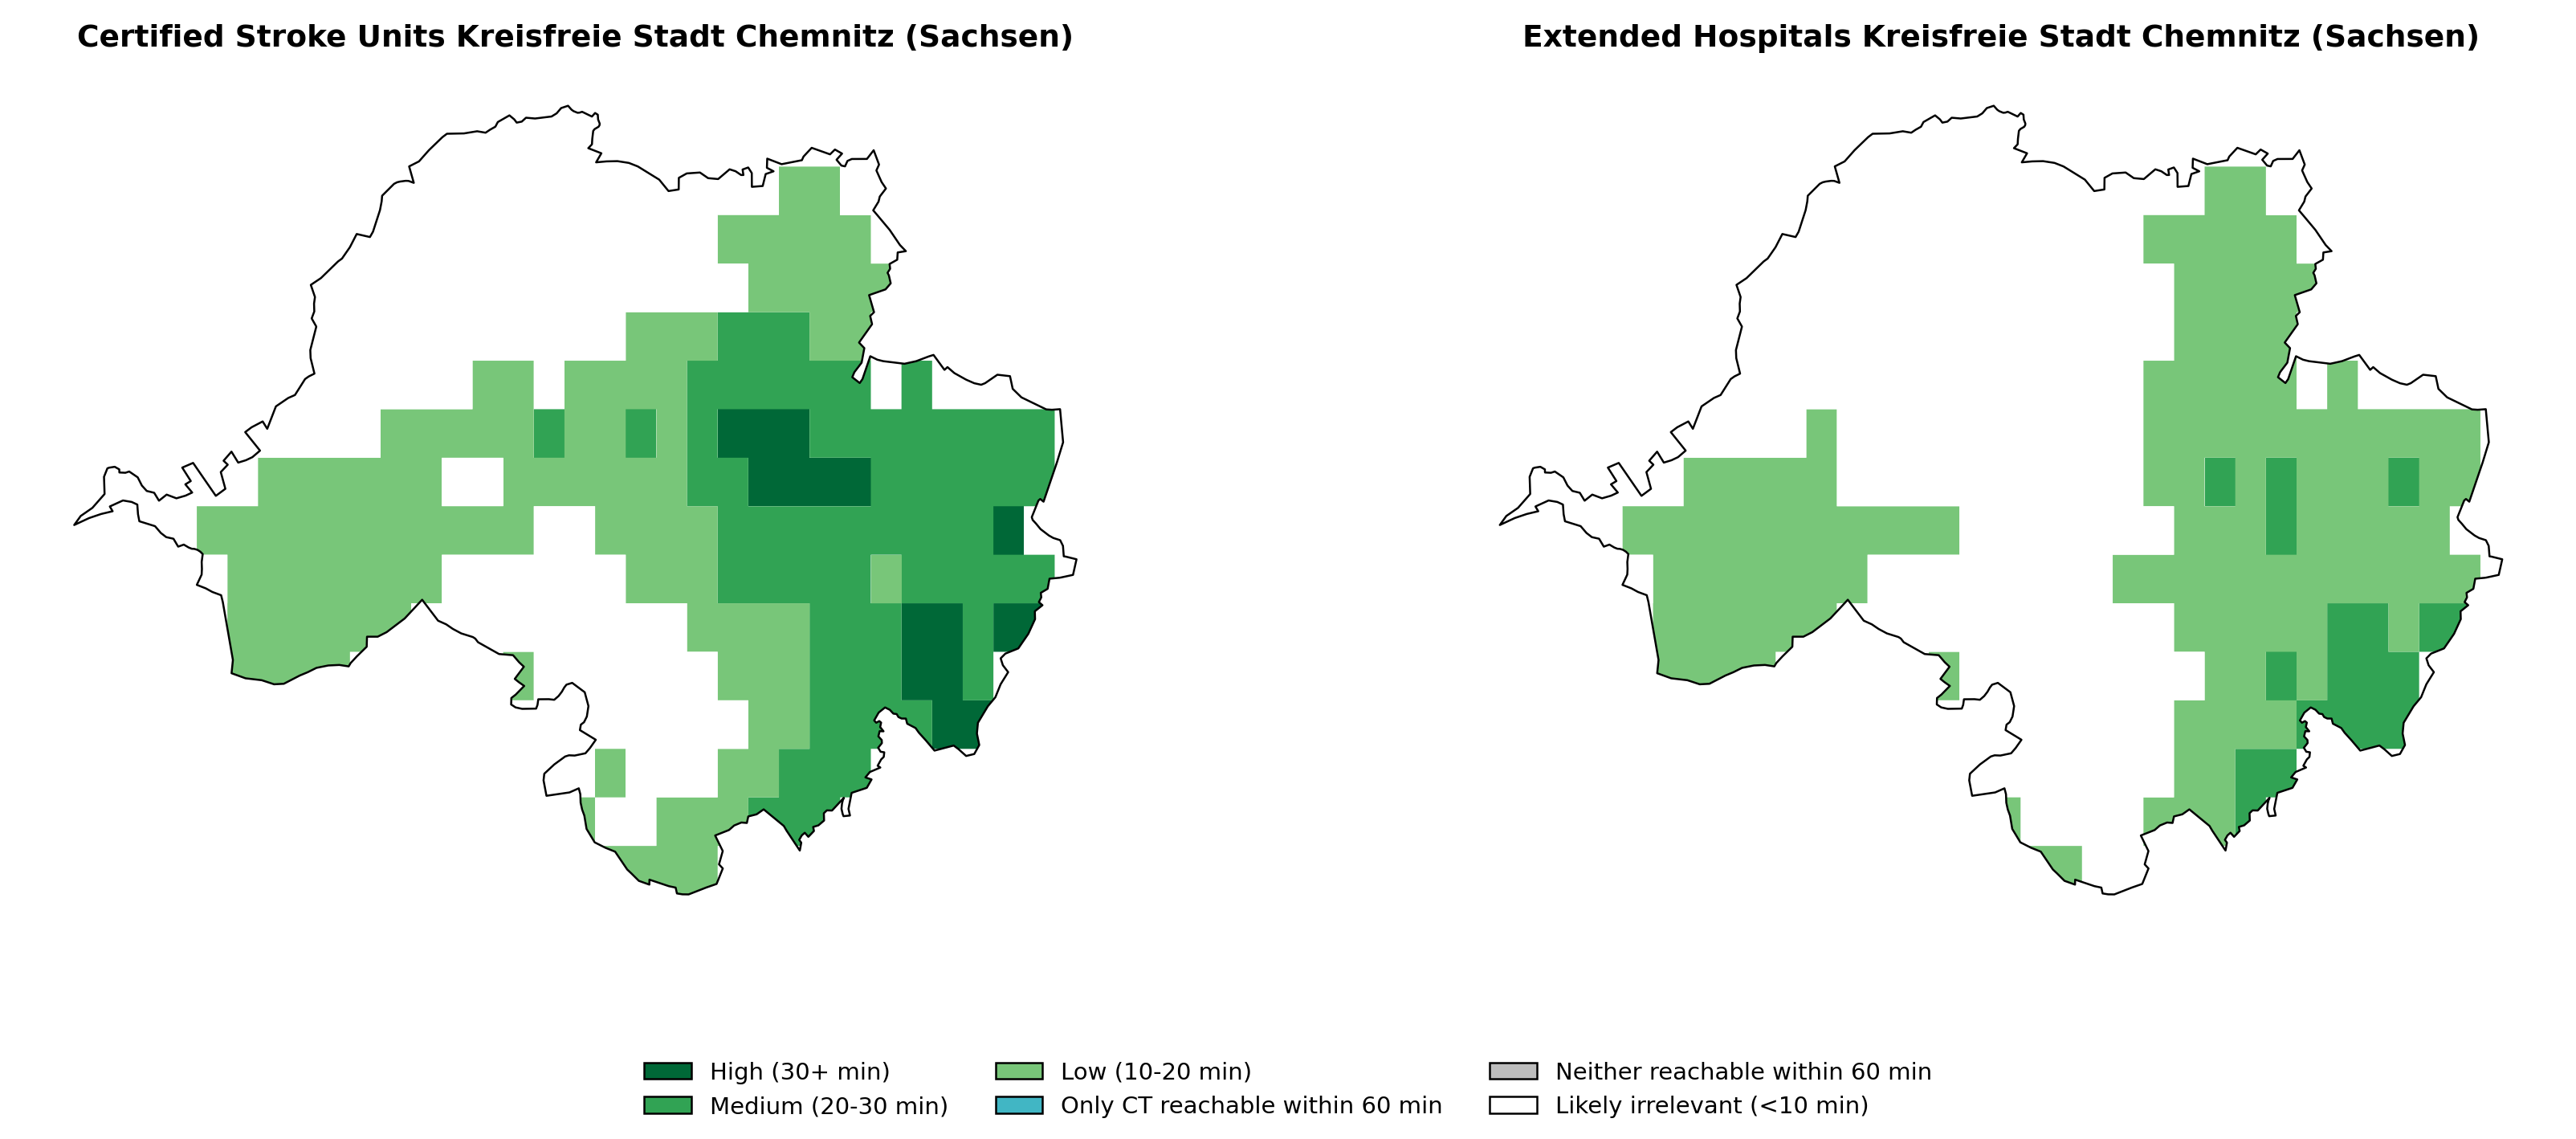 Certified Stroke Units Kreisfreie Stadt Chemnitz (Sachsen)
Extended Hospitals Kreisfreie Stadt Chemnitz (Sachsen)
High (30+ min)
Medium (20-30 min)
Low (10-20 min)
Only CT reachable within 60 min
Neither reachable within 60 min
Likely irrelevant (<10 min)